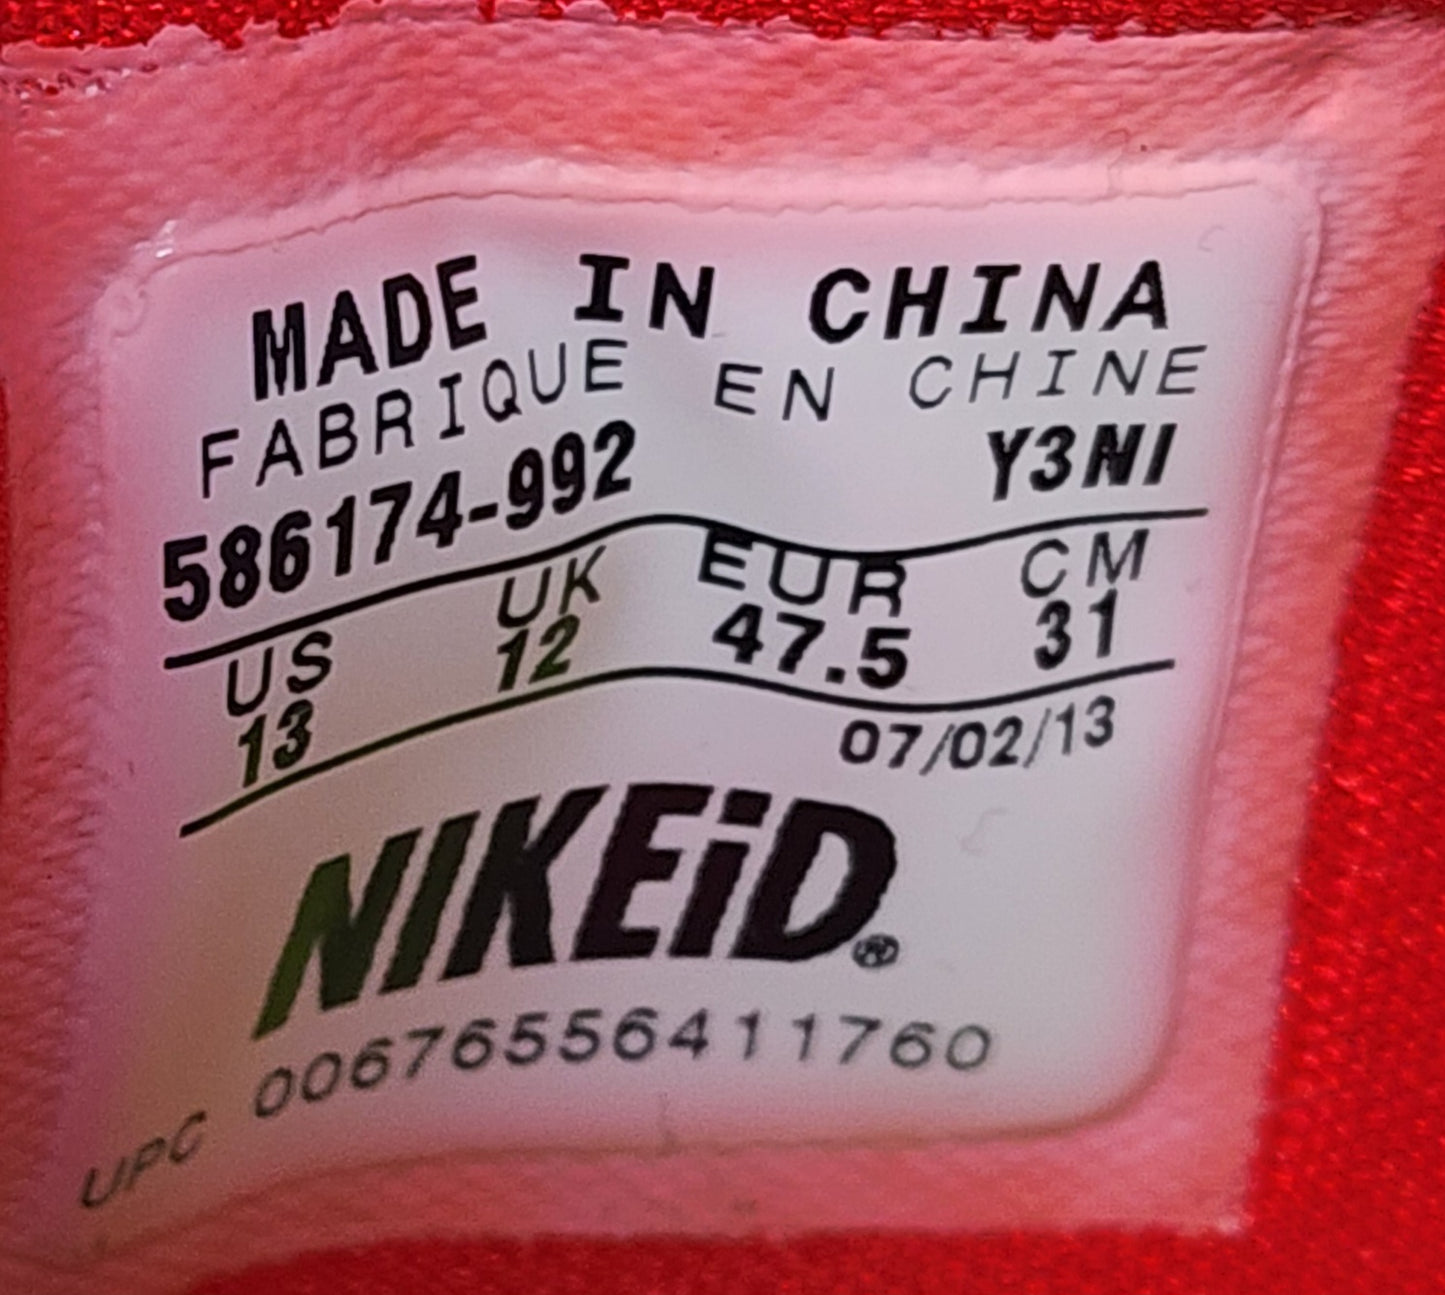 MADE IN CHINA
FABRIQUE EN CHINE
586174-992 Y3NI
US UK EUR CM
13 12 47.5 31
07/02/13
NIKEiD®
UPC 00676556411760